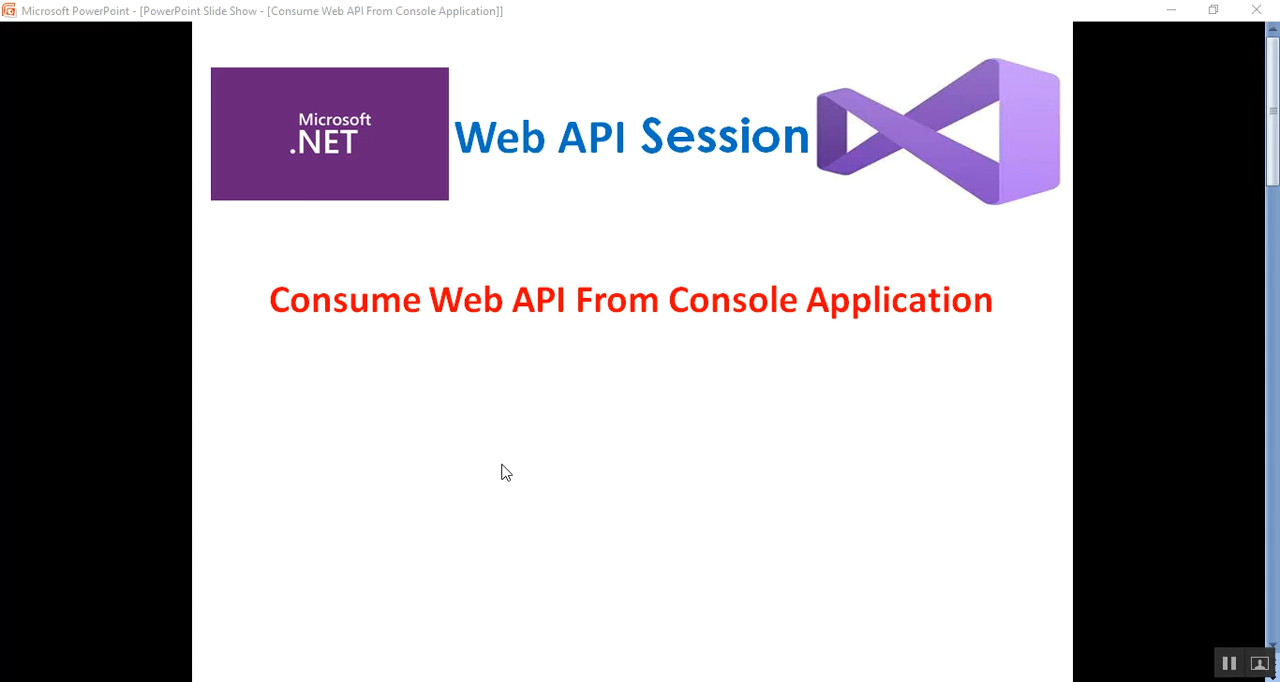 Microsoft PowerPoint - [PowerPoint Slide Show - [Consume Web API From Console Application]]
Microsoft
.NET
Web API Session
Consume Web API From Console Application